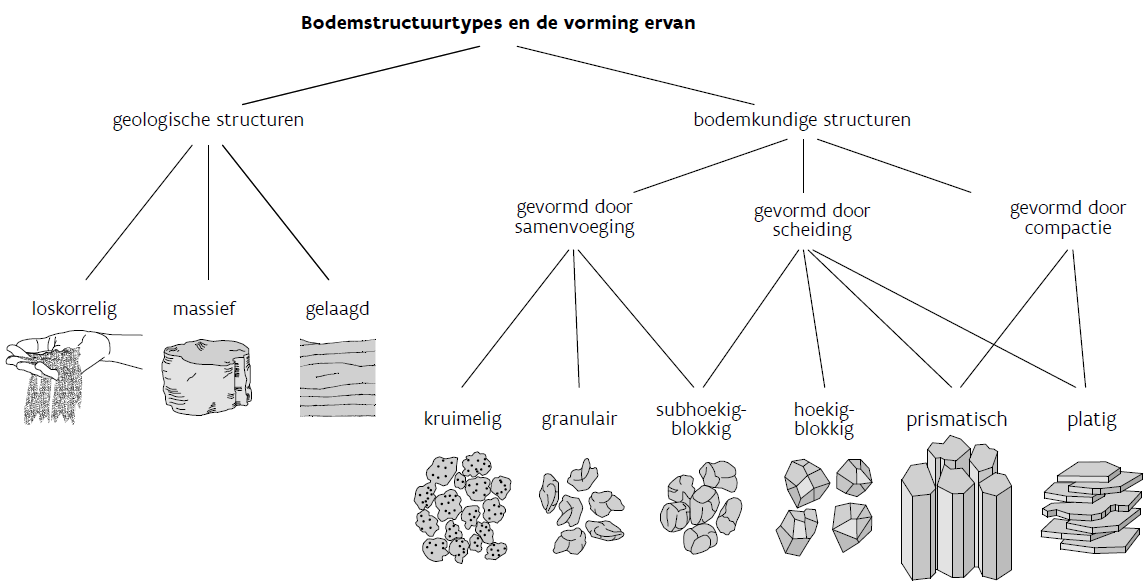 Bodemstructuurtypes en de vorming ervan
geologische structuren
bodemkundige structuren
gevormd door
samenvoeging
gevormd door
scheiding
gevormd door
compactie
loskorrelig
massief
gelaagd
kruimelig
granulair
subhoekig-
blokkig
hoekig-
blokkig
prismatisch
platig